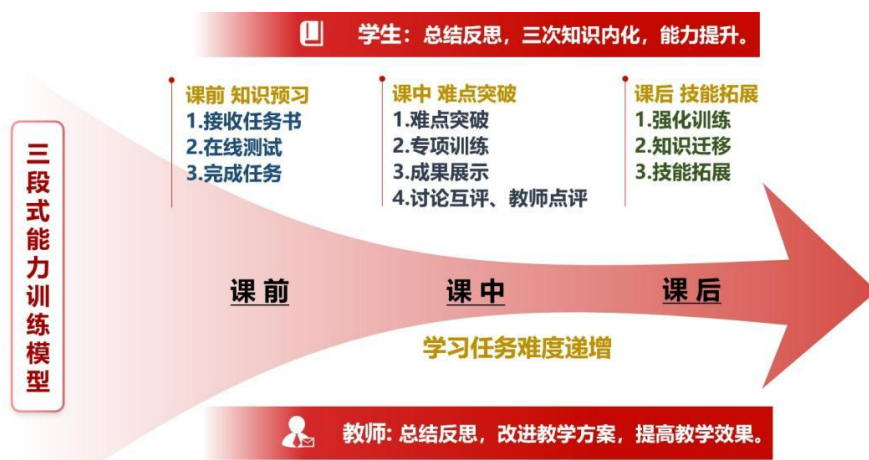 学生：总结反思，三次知识内化，能力提升。
课前 知识预习
1.接收任务书
2.在线测试
3.完成任务
课中 难点突破
1.难点突破
2.专项训练
3.成果展示
4.讨论互评、教师点评
课后 技能拓展
1.强化训练
2.知识迁移
3.技能拓展
三段式能力训练模型
课前
课中
课后
学习任务难度递增
教师: 总结反思，改进教学方案，提高教学效果。